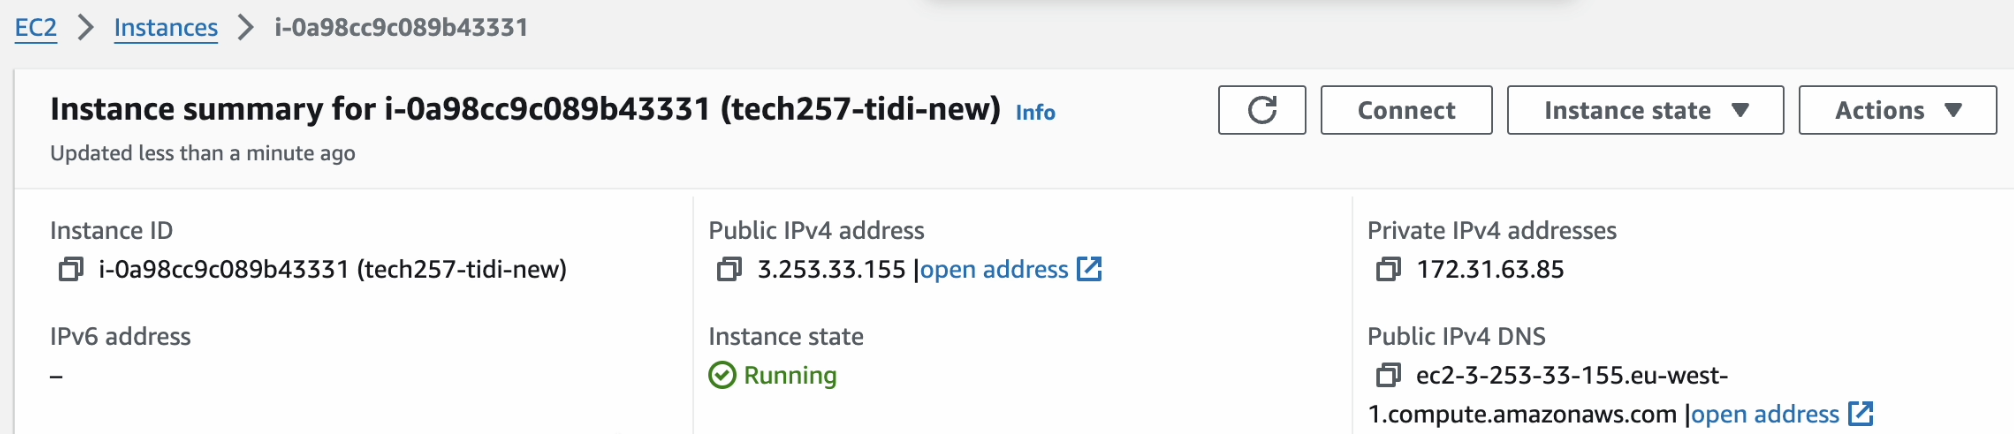 EC2 > Instances > i-0a98cc9c089b43331
Instance summary for i-0a98cc9c089b43331 (tech257-tidi-new) Info
Connect
Instance state
Actions
Updated less than a minute ago
Instance ID
i-0a98cc9c089b43331 (tech257-tidi-new)
Public IPv4 address
3.253.33.155 |open address
Private IPv4 addresses
172.31.63.85
IPv6 address
–
Instance state
Running
Public IPv4 DNS
ec2-3-253-33-155.eu-west-
1.compute.amazonaws.com |open address